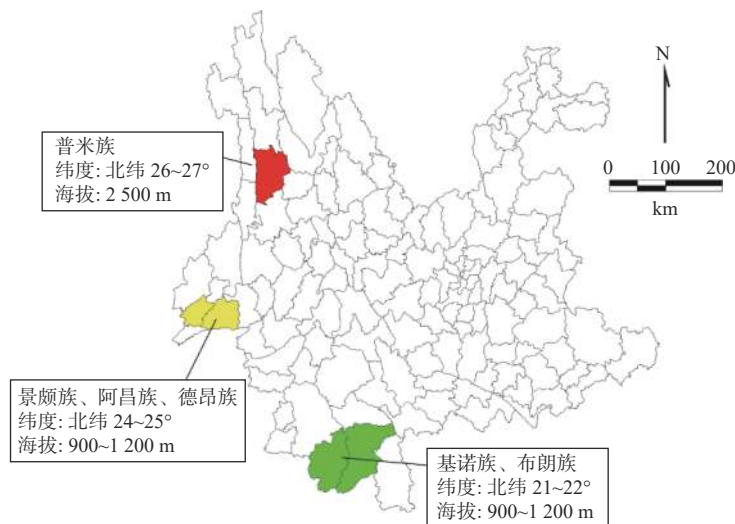 N
0 100 200
km
普米族
纬度: 北纬 26~27°
海拔: 2 500 m
景颇族、阿昌族、德昂族
纬度: 北纬 24~25°
海拔: 900~1 200 m
基诺族、布朗族
纬度: 北纬 21~22°
海拔: 900~1 200 m